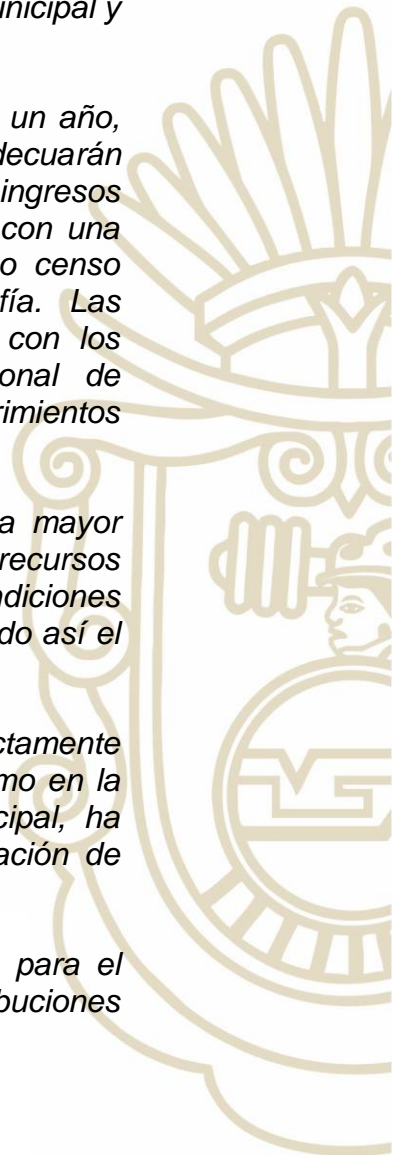 unicipal y
un año,
decuarán
ingresos
con una
o censo
fía. Las
con los
onal de
rimientos
a mayor
recursos
ndiciones
do así el
ctamente
mo en la
cipal, ha
ación de
para el
buciones